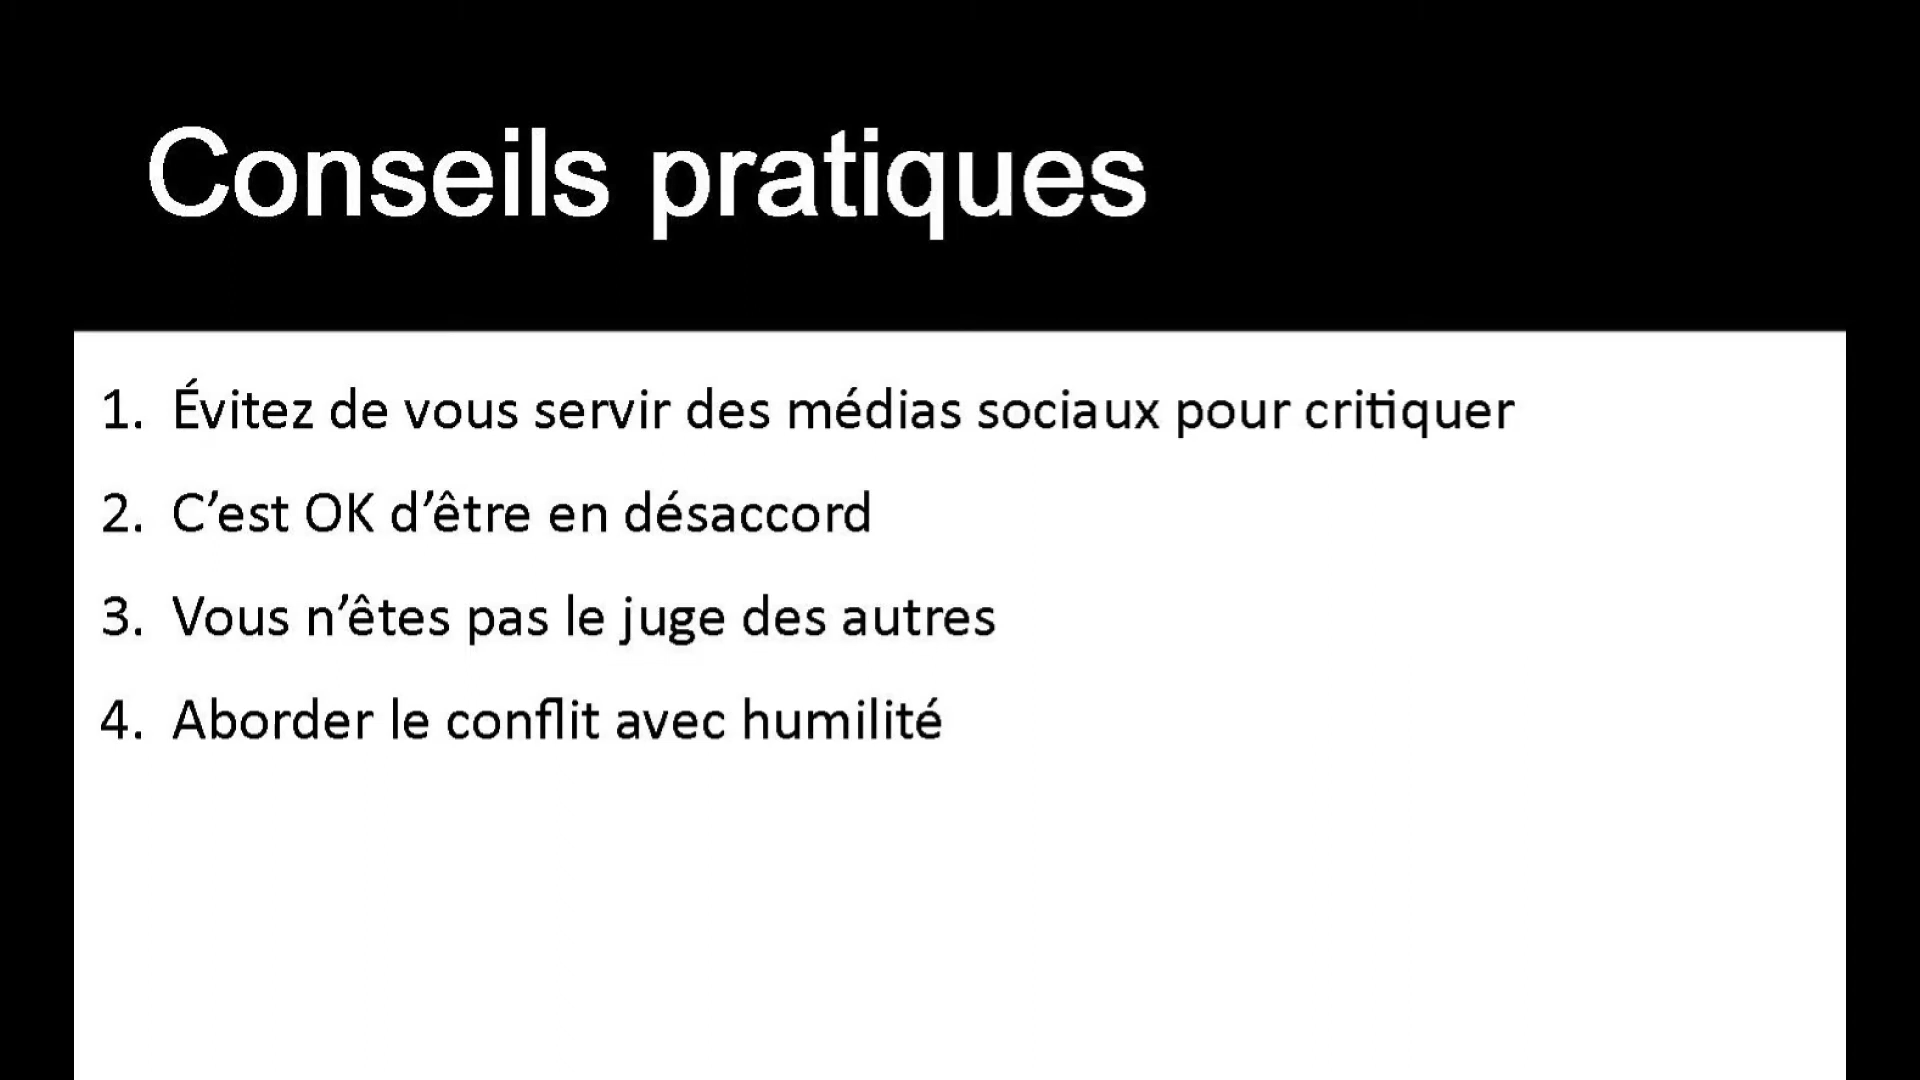 Conseils pratiques
1. Évitez de vous servir des médias sociaux pour critiquer
2. C’est OK d’être en désaccord
3. Vous n’êtes pas le juge des autres
4. Aborder le conflit avec humilité